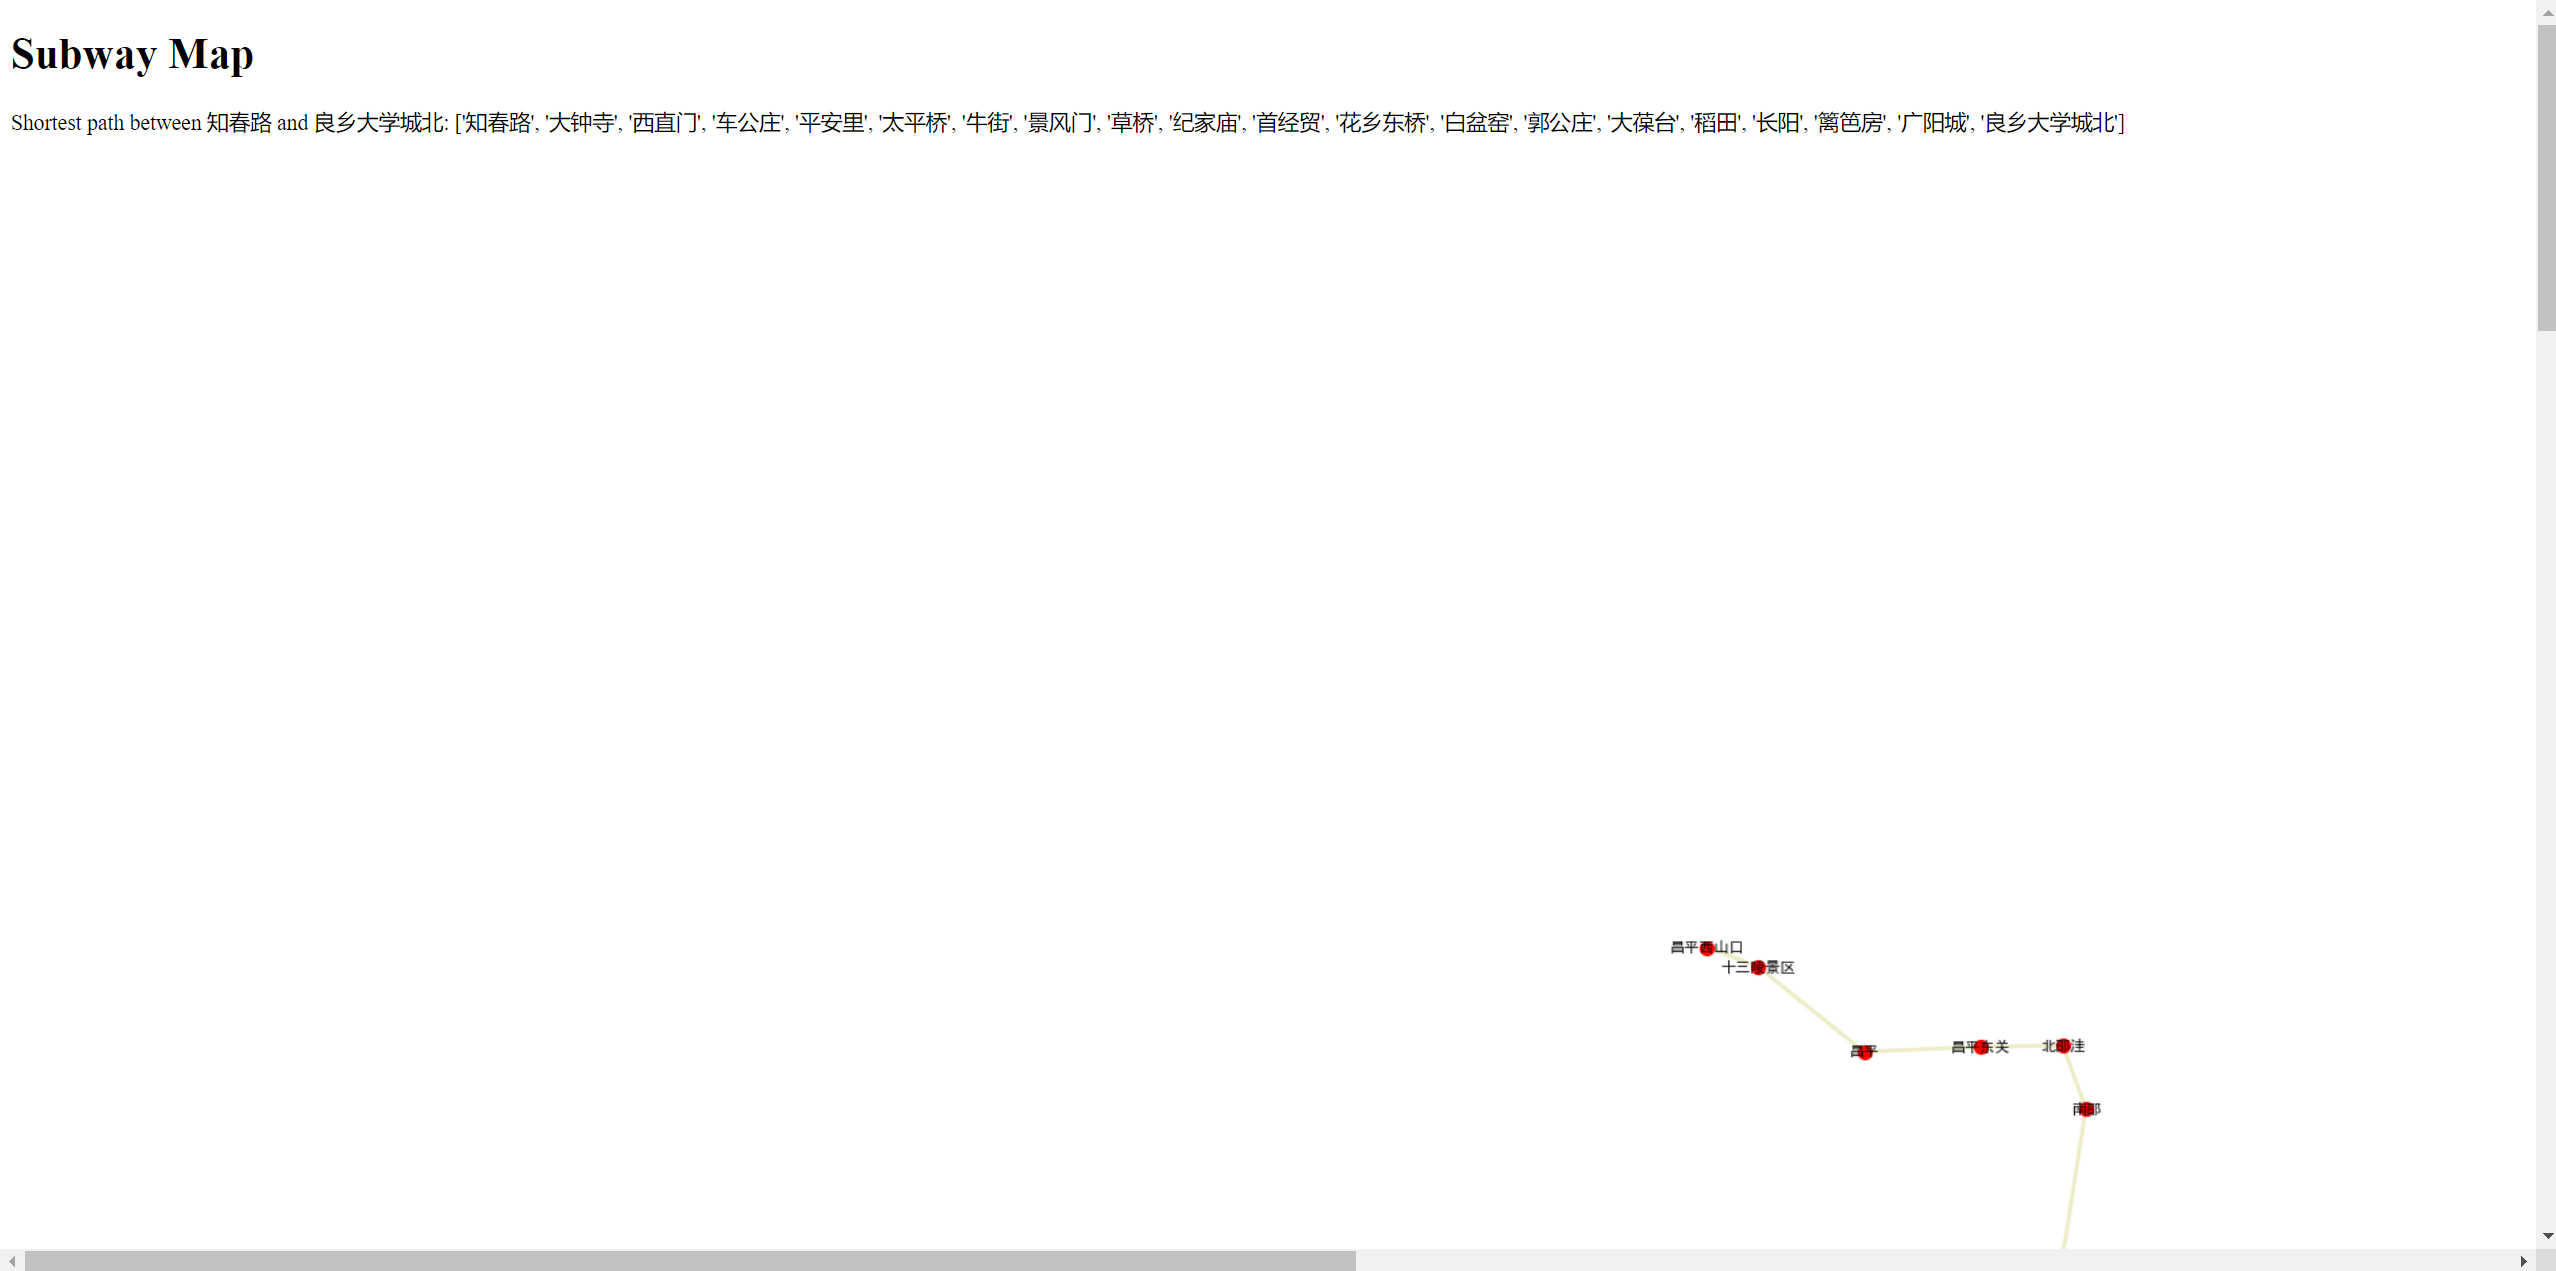 Subway Map
Shortest path between 知春路 and 良乡大学城北: ['知春路', '大钟寺', '西直门', '车公庄', '平安里', '太平桥', '牛街', '景风门', '草桥', '纪家庙', '首经贸', '花乡东桥', '白盆窑', '郭公庄', '大葆台', '稻田', '长阳', '篱笆房', '广阳城', '良乡大学城北']
昌平西山口
十三陵景区
昌平
昌平东关
北邵洼
南邵